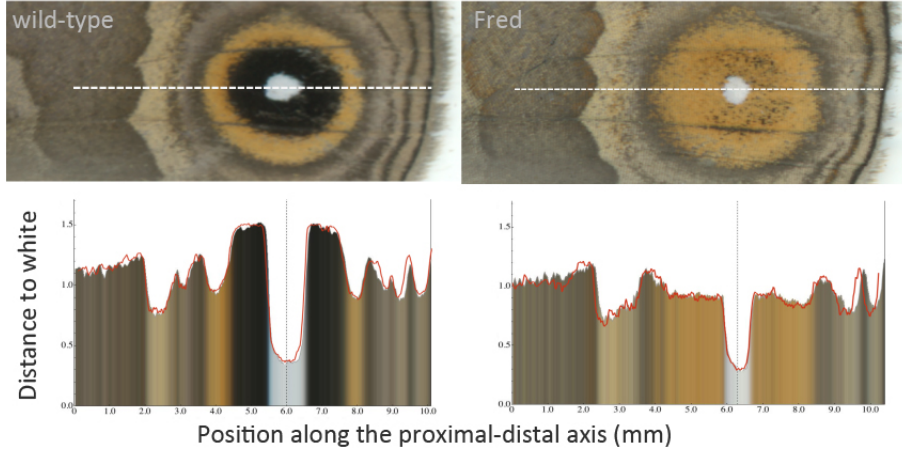 wild-type
Fred
Distance to white
1.5
1.0
0.5
0.0
0 1.0 2.0 3.0 4.0 5.0 6.0 7.0 8.0 9.0 10.0
1.5
1.0
0.5
0.0
0 1.0 2.0 3.0 4.0 5.0 6.0 7.0 8.0 9.0 10.0
Position along the proximal-distal axis (mm)